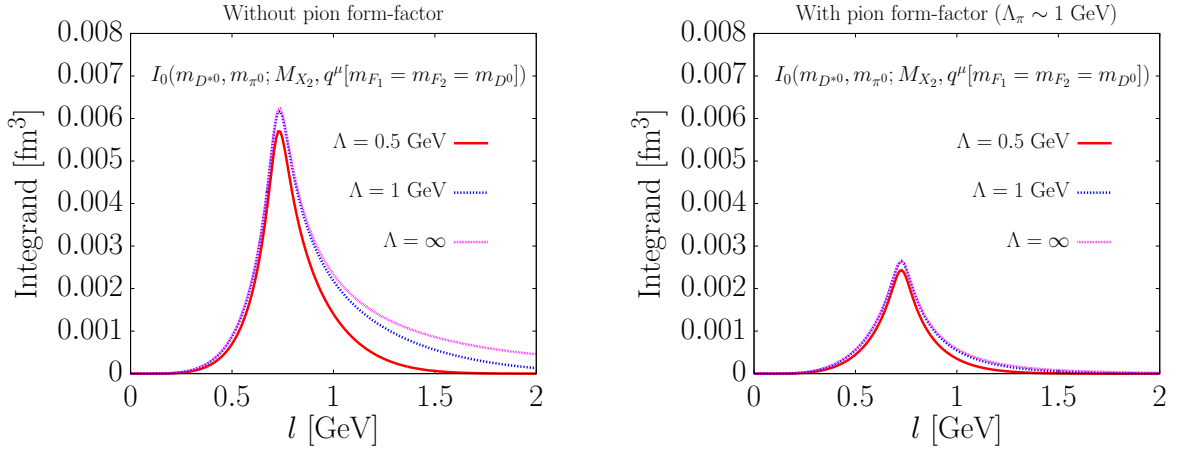 Without pion form-factor
0.008
0.007
0.006
0.005
0.004
0.003
0.002
0.001
0
Integrand [fm³]
I₀(m_{D*⁰}, m_{π⁰}; M_{X₂}, q^μ[m_{F₁} = m_{F₂} = m_{D⁰}])
Λ = 0.5 GeV
Λ = 1 GeV
Λ = ∞
0 0.5 1 1.5 2
l [GeV]
With pion form-factor (Λ_π ∼ 1 GeV)
0.008
0.007
0.006
0.005
0.004
0.003
0.002
0.001
0
Integrand [fm³]
I₀(m_{D*⁰}, m_{π⁰}; M_{X₂}, q^μ[m_{F₁} = m_{F₂} = m_{D⁰}])
Λ = 0.5 GeV
Λ = 1 GeV
Λ = ∞
0 0.5 1 1.5 2
l [GeV]